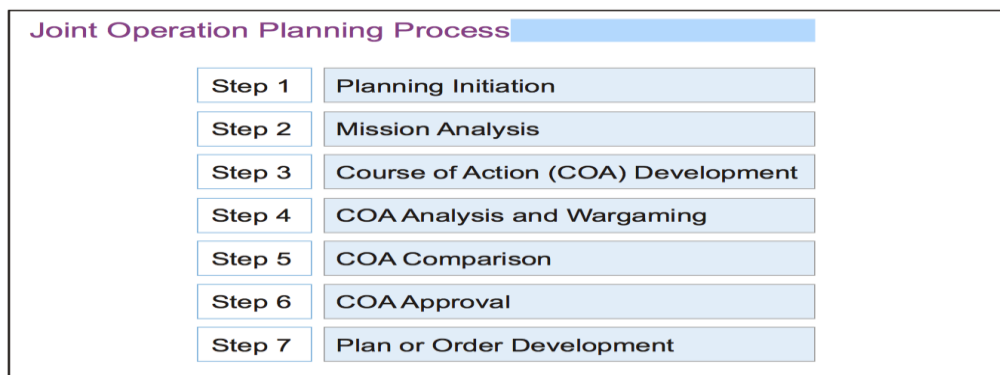 Joint Operation Planning Process
Step 1 Planning Initiation
Step 2 Mission Analysis
Step 3 Course of Action (COA) Development
Step 4 COA Analysis and Wargaming
Step 5 COA Comparison
Step 6 COA Approval
Step 7 Plan or Order Development